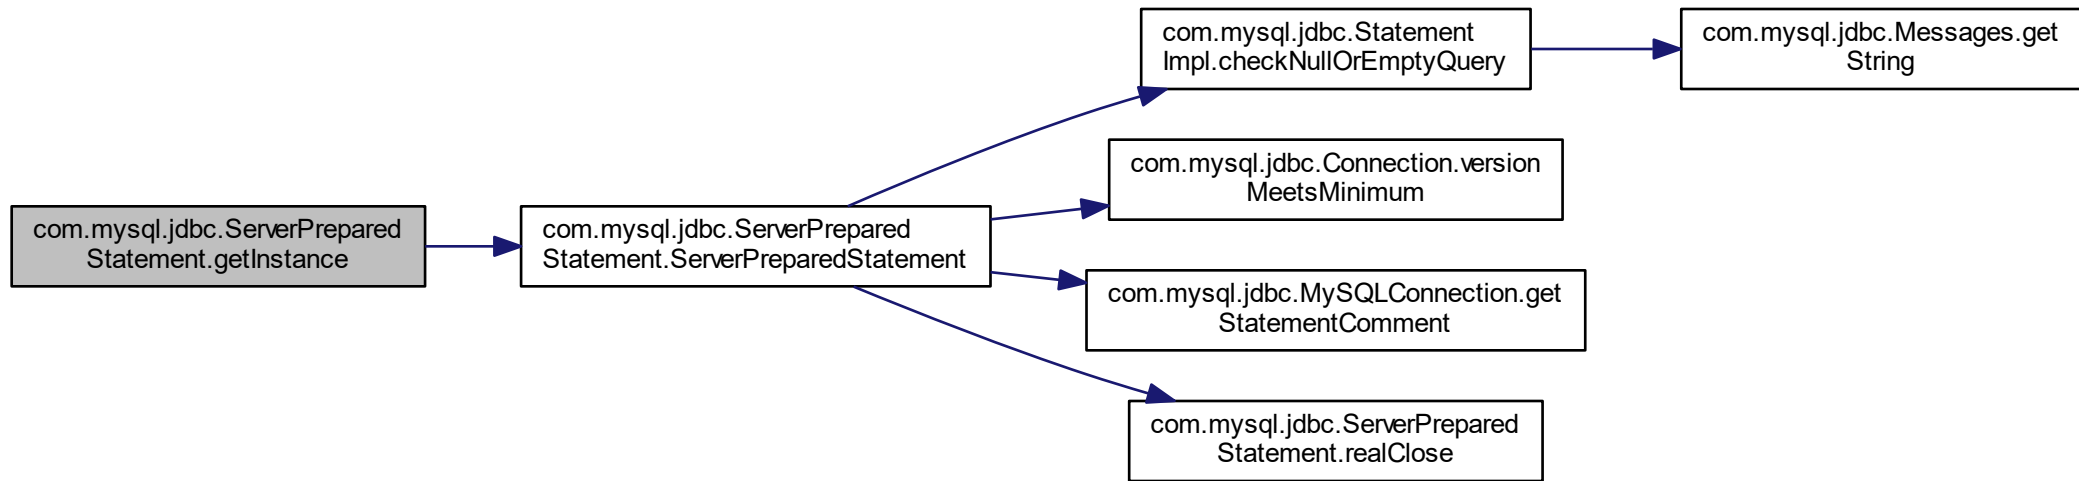 com.mysql.jdbc.ServerPrepared
Statement.getInstance
com.mysql.jdbc.ServerPrepared
Statement.ServerPreparedStatement
com.mysql.jdbc.Statement
Impl.checkNullOrEmptyQuery
com.mysql.jdbc.Messages.get
String
com.mysql.jdbc.Connection.version
MeetsMinimum
com.mysql.jdbc.MySQLConnection.get
StatementComment
com.mysql.jdbc.ServerPrepared
Statement.realClose